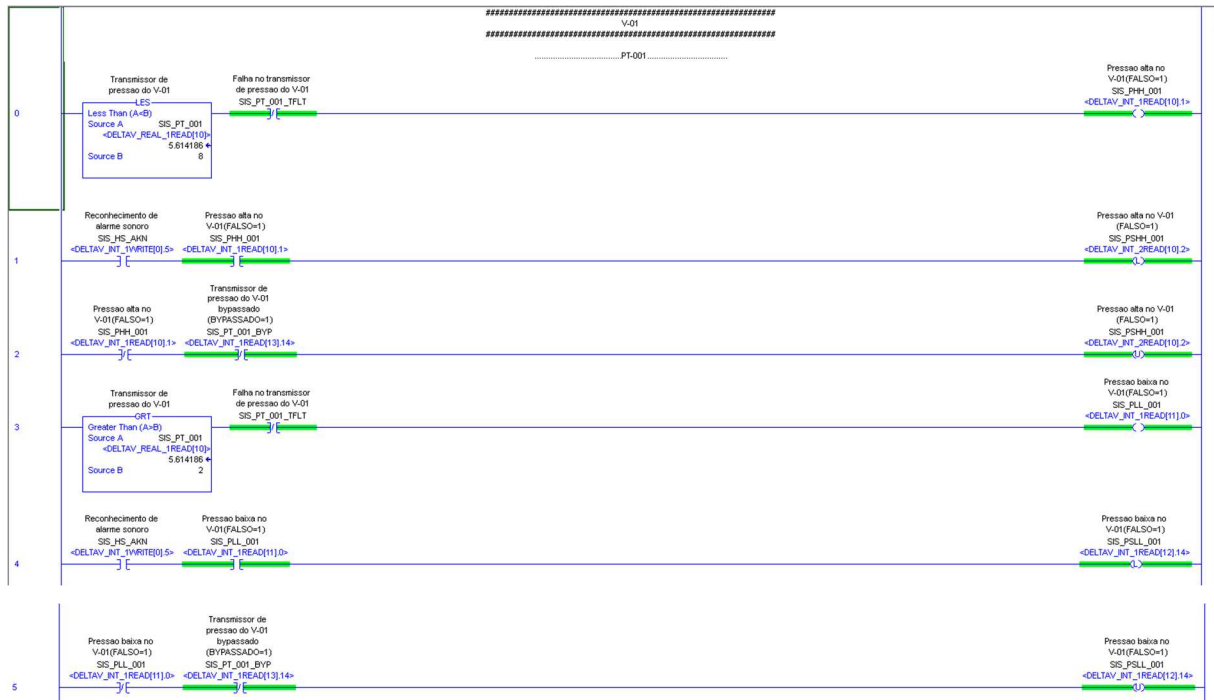 ##############################################################
V-01
##############################################################
.....................................PT-001...................................
0
Transmissor de
pressao do V-01
LES
Less Than (A<B)
Source A SIS_PT_001
<DELTAV_REAL_1READ[10]>
5.614186
Source B 8
Falha no transmissor
de pressao do V-01
SIS_PT_001_TFLT
Pressao alta no
V-01(FALSO=1)
SIS_PHH_001
<DELTAV_INT_1READ[10].1>
1
Reconhecimento de
alarme sonoro
SIS_HS_AKN
<DELTAV_INT_1WRITE[0].5>
Pressao alta no
V-01(FALSO=1)
SIS_PHH_001
<DELTAV_INT_1READ[10].1>
Pressao alta no V-01
(FALSO=1)
SIS_PSHH_001
<DELTAV_INT_2READ[10].2>
L
2
Pressao alta no
V-01(FALSO=1)
SIS_PHH_001
<DELTAV_INT_1READ[10].1>
Transmissor de
pressao do V-01
bypassado
(BYPASSADO=1)
SIS_PT_001_BYP
<DELTAV_INT_1READ[13].14>
Pressao alta no V-01
(FALSO=1)
SIS_PSHH_001
<DELTAV_INT_2READ[10].2>
U
3
Transmissor de
pressao do V-01
GRT
Greater Than (A>B)
Source A SIS_PT_001
<DELTAV_REAL_1READ[10]>
5.614186
Source B 2
Falha no transmissor
de pressao do V-01
SIS_PT_001_TFLT
Pressao baixa no
V-01(FALSO=1)
SIS_PLL_001
<DELTAV_INT_1READ[11].0>
4
Reconhecimento de
alarme sonoro
SIS_HS_AKN
<DELTAV_INT_1WRITE[0].5>
Pressao baixa no
V-01(FALSO=1)
SIS_PLL_001
<DELTAV_INT_1READ[11].0>
Pressao baixa no
V-01(FALSO=1)
SIS_PSLL_001
<DELTAV_INT_1READ[12].14>
L
5
Pressao baixa no
V-01(FALSO=1)
SIS_PLL_001
<DELTAV_INT_1READ[11].0>
Transmissor de
pressao do V-01
bypassado
(BYPASSADO=1)
SIS_PT_001_BYP
<DELTAV_INT_1READ[13].14>
Pressao baixa no
V-01(FALSO=1)
SIS_PSLL_001
<DELTAV_INT_1READ[12].14>
U